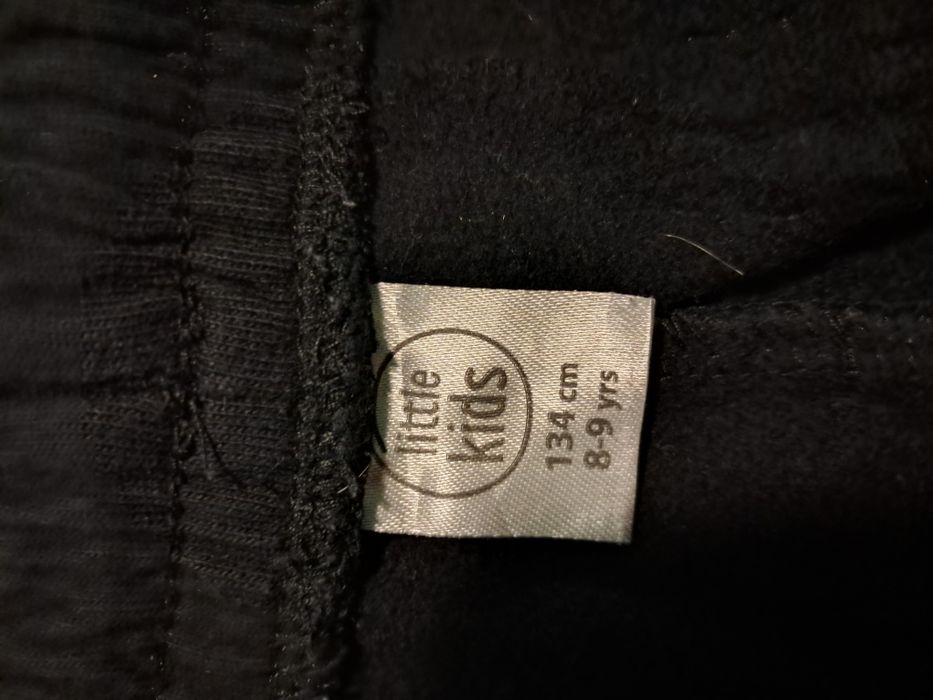 little
kids
134 cm
8-9 yrs